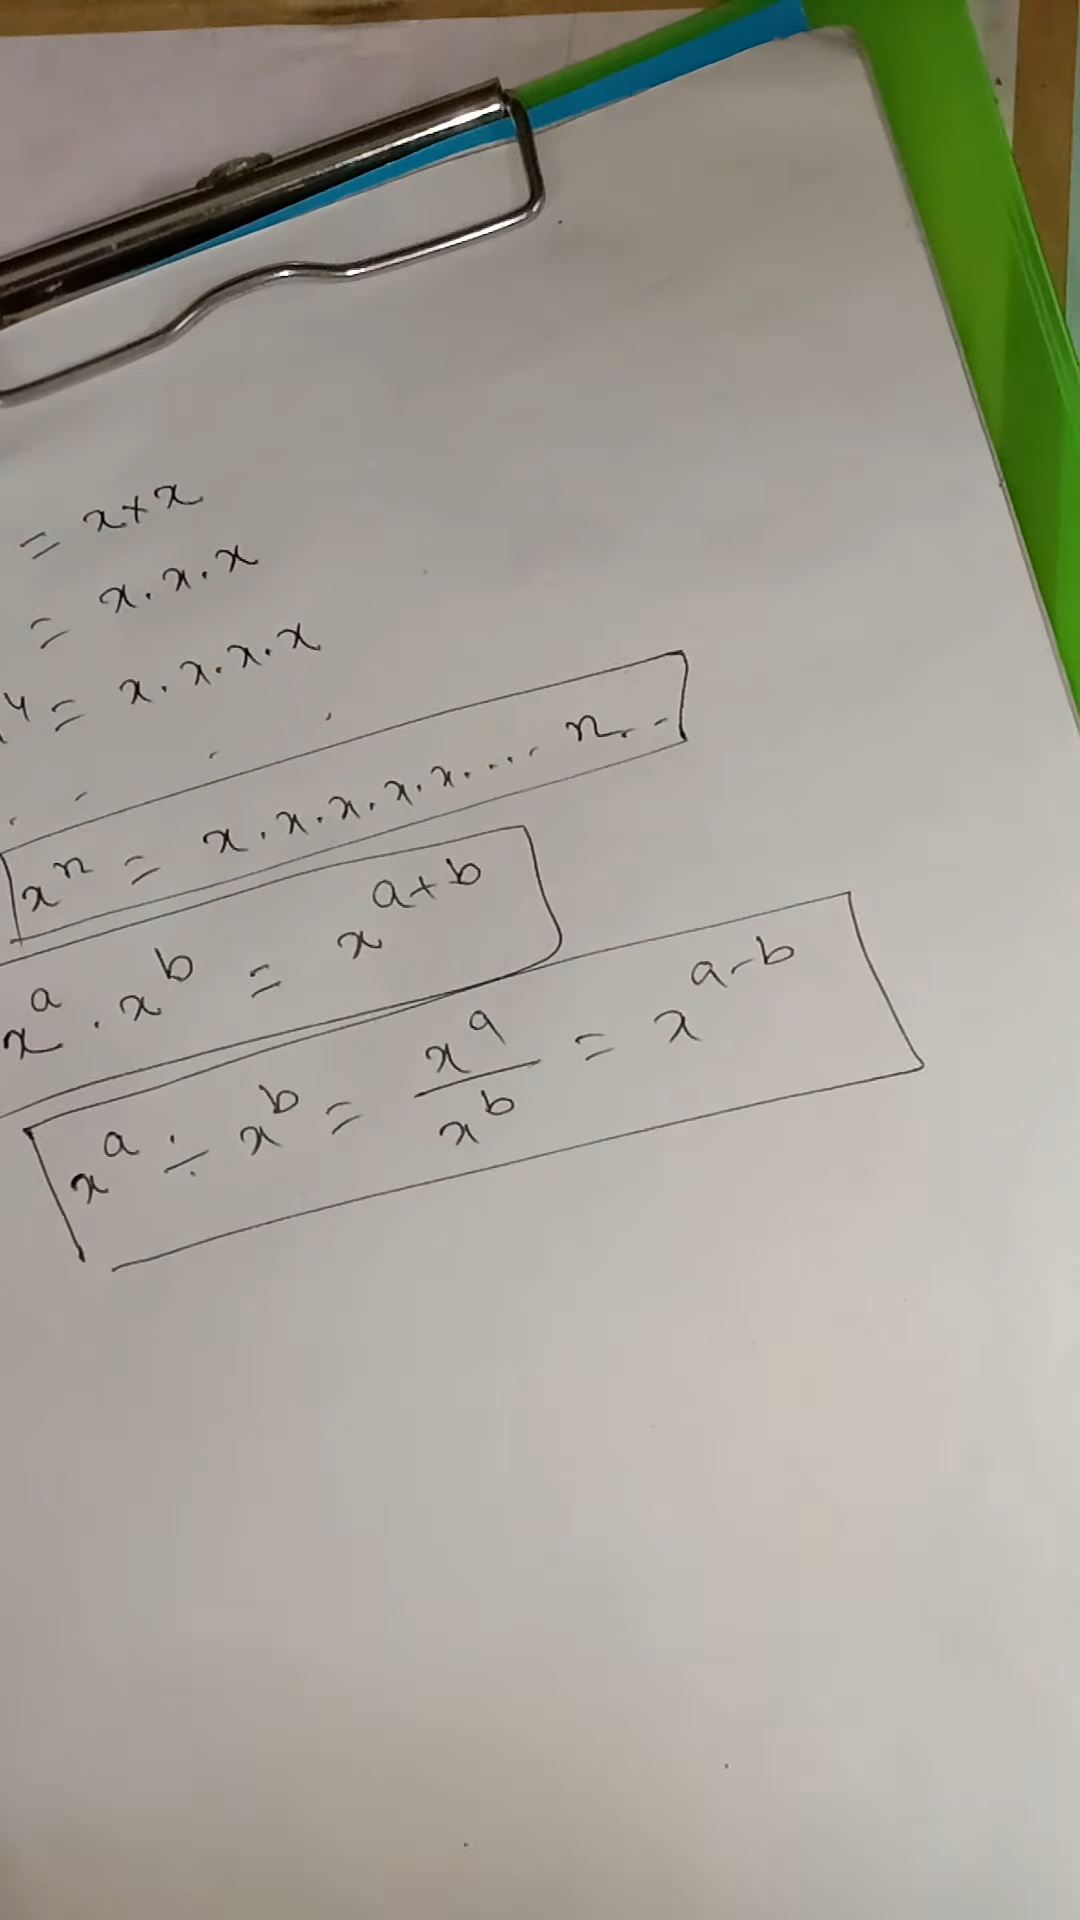 = x+x
= x.x.x
4 = x.x.x.x
xⁿ = x.x.x.x.x.... n.
xᵃ . xᵇ = xᵃ⁺ᵇ
xᵃ ÷ xᵇ = xᵃ/xᵇ = xᵃ⁻ᵇ